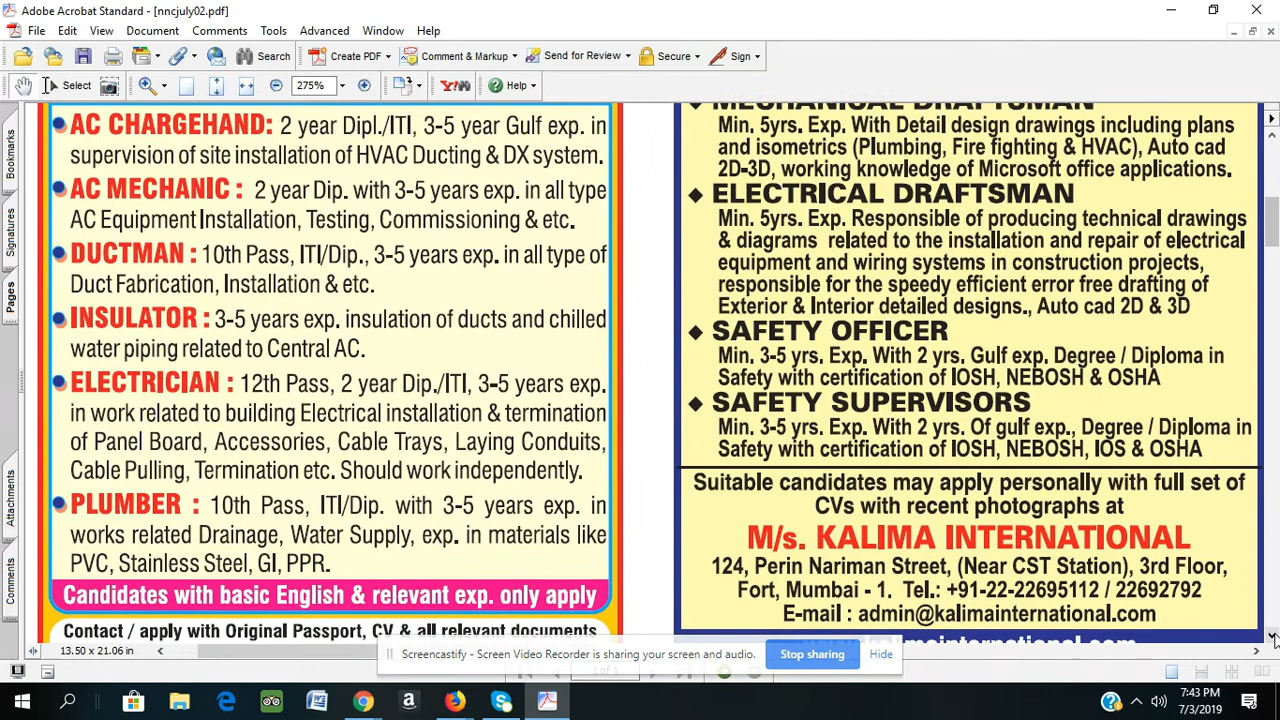 Adobe Acrobat Standard - [nncjuly02.pdf]
File Edit View Document Comments Tools Advanced Window Help
Search Create PDF Comment & Markup Send for Review Secure Sign
Select 275% Help
Bookmarks
Signatures
Pages
Attachments
Comments
AC CHARGEHAND: 2 year Dipl./ITI, 3-5 year Gulf exp. in
supervision of site installation of HVAC Ducting & DX system.
AC MECHANIC : 2 year Dip. with 3-5 years exp. in all type
AC Equipment Installation, Testing, Commissioning & etc.
DUCTMAN : 10th Pass, ITI/Dip., 3-5 years exp. in all type of
Duct Fabrication, Installation & etc.
INSULATOR : 3-5 years exp. insulation of ducts and chilled
water piping related to Central AC.
ELECTRICIAN : 12th Pass, 2 year Dip./ITI, 3-5 years exp.
in work related to building Electrical installation & termination
of Panel Board, Accessories, Cable Trays, Laying Conduits,
Cable Pulling, Termination etc. Should work independently.
PLUMBER : 10th Pass, ITI/Dip. with 3-5 years exp. in
works related Drainage, Water Supply, exp. in materials like
PVC, Stainless Steel, GI, PPR.
Candidates with basic English & relevant exp. only apply
Contact / apply with Original Passport, CV & all relevant documents
MECHANICAL DRAFTSMAN
Min. 5yrs. Exp. With Detail design drawings including plans
and isometrics (Plumbing, Fire fighting & HVAC), Auto cad
2D-3D, working knowledge of Microsoft office applications.
ELECTRICAL DRAFTSMAN
Min. 5yrs. Exp. Responsible of producing technical drawings
& diagrams related to the installation and repair of electrical
equipment and wiring systems in construction projects,
responsible for the speedy efficient error free drafting of
Exterior & Interior detailed designs., Auto cad 2D & 3D
SAFETY OFFICER
Min. 3-5 yrs. Exp. With 2 yrs. Gulf exp. Degree / Diploma in
Safety with certification of IOSH, NEBOSH & OSHA
SAFETY SUPERVISORS
Min. 3-5 yrs. Exp. With 2 yrs. Of gulf exp., Degree / Diploma in
Safety with certification of IOSH, NEBOSH, IOS & OSHA
Suitable candidates may apply personally with full set of
CVs with recent photographs at
M/s. KALIMA INTERNATIONAL
124, Perin Nariman Street, (Near CST Station), 3rd Floor,
Fort, Mumbai - 1. Tel.: +91-22-22695112 / 22692792
E-mail : admin@kalimainternational.com
www.kalimainternational.com
13.50 x 21.06 in
Screencastify - Screen Video Recorder is sharing your screen and audio. Stop sharing Hide
1 of 1
7:43 PM
7/3/2019